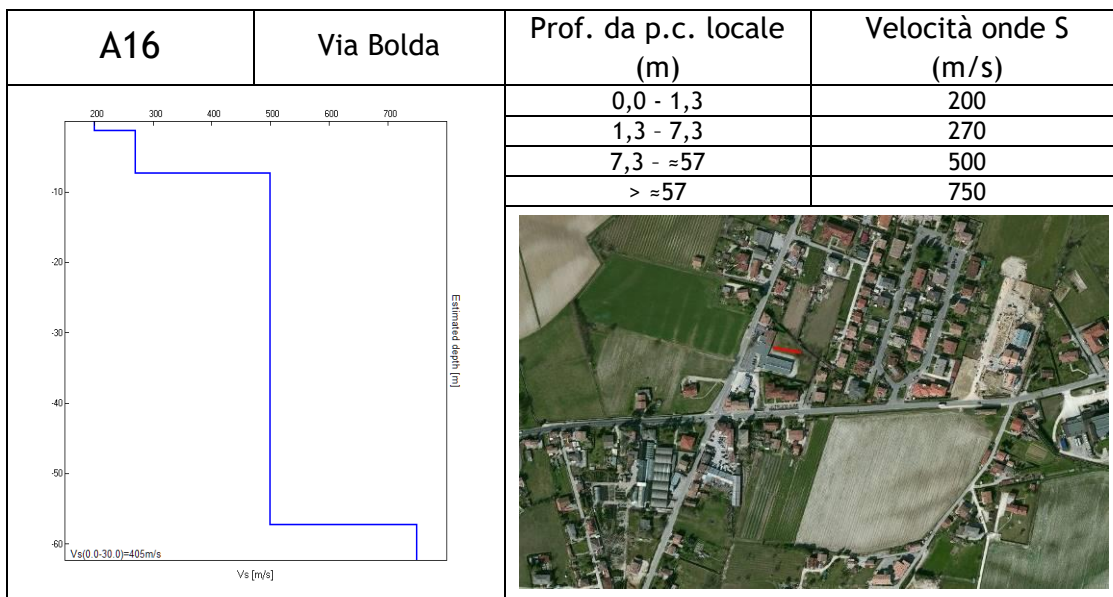 A16
Via Bolda
Prof. da p.c. locale
(m)
Velocità onde S
(m/s)
0,0 - 1,3 200
1,3 - 7,3 270
7,3 - ≈57 500
> ≈57 750
200 300 400 500 600 700
-10
-20
-30
-40
-50
-60
Estimated depth [m]
Vs(0.0-30.0)=405m/s
Vs [m/s]